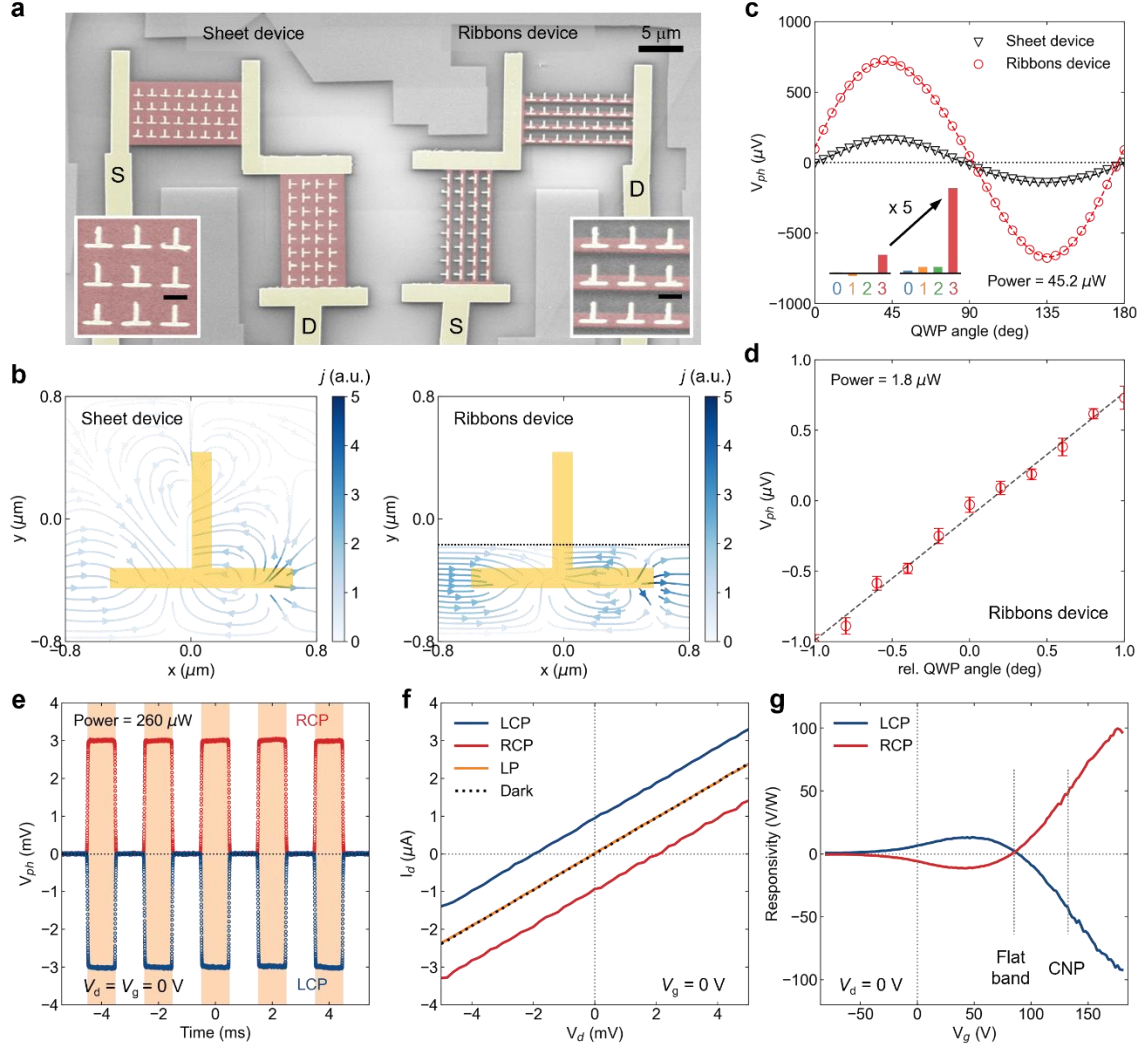 a
Sheet device
Ribbons device
5 μm
S
D
S
D
b
j (a.u.)
j (a.u.)
Sheet device
Ribbons device
0.8
0.0
−0.8
y (μm)
−0.8
0.0
0.8
x (μm)
5
4
3
2
1
0
0.8
0.0
−0.8
y (μm)
−0.8
0.0
0.8
x (μm)
5
4
3
2
1
0
c
1000
500
0
−500
−1000
V_ph (μV)
Sheet device
Ribbons device
x 5
0 1 2 3
0 1 2 3
Power = 45.2 μW
0 45 90 135 180
QWP angle (deg)
d
Power = 1.8 μW
1.0
0.5
0.0
−0.5
−1.0
V_ph (μV)
Ribbons device
−1.0 −0.5 0.0 0.5 1.0
rel. QWP angle (deg)
e
Power = 260 μW
RCP
4
3
2
1
0
−1
−2
−3
−4
V_ph (mV)
V_d = V_g = 0 V
LCP
−4 −2 0 2 4
Time (ms)
f
LCP
RCP
LP
Dark
4
3
2
1
0
−1
−2
−3
−4
I_d (μA)
V_g = 0 V
−4 −2 0 2 4
V_d (mV)
g
LCP
RCP
100
50
0
−50
−100
Responsivity (V/W)
Flat
band
CNP
V_d = 0 V
−50 0 50 100 150
V_g (V)